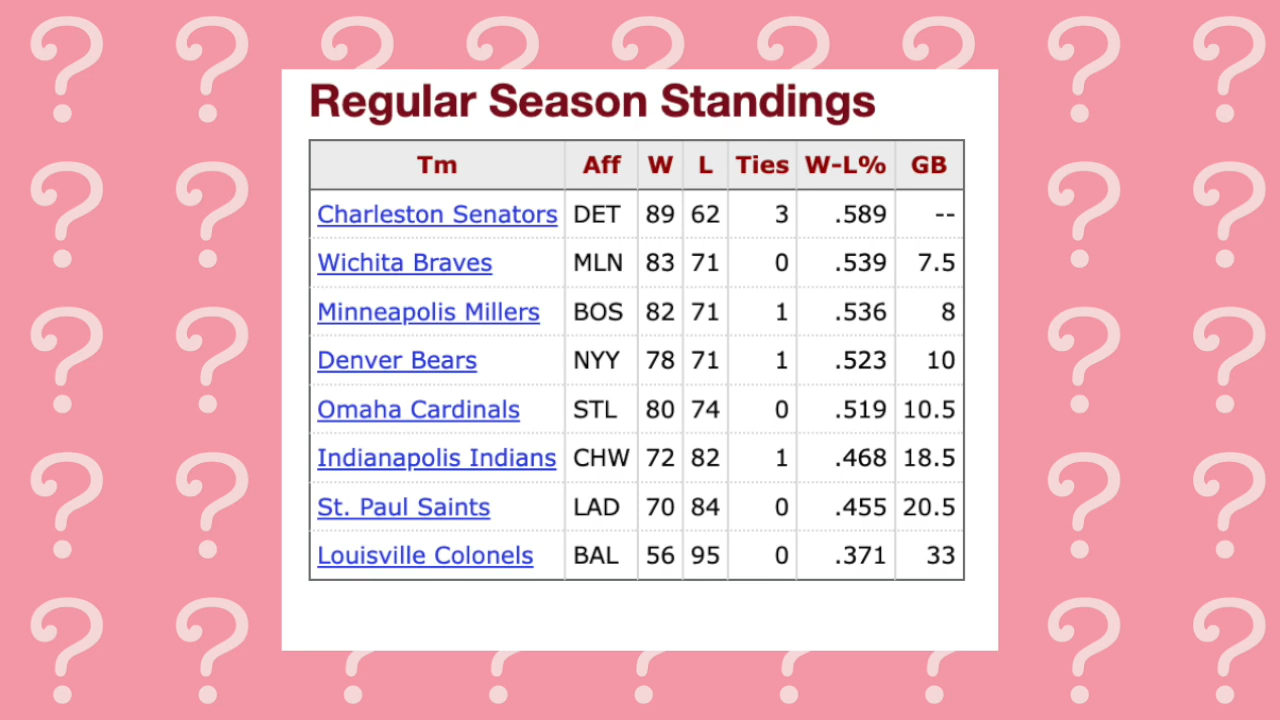 Regular Season Standings
Tm Aff W L Ties W-L% GB
Charleston Senators DET 89 62 3 .589 --
Wichita Braves MLN 83 71 0 .539 7.5
Minneapolis Millers BOS 82 71 1 .536 8
Denver Bears NYY 78 71 1 .523 10
Omaha Cardinals STL 80 74 0 .519 10.5
Indianapolis Indians CHW 72 82 1 .468 18.5
St. Paul Saints LAD 70 84 0 .455 20.5
Louisville Colonels BAL 56 95 0 .371 33